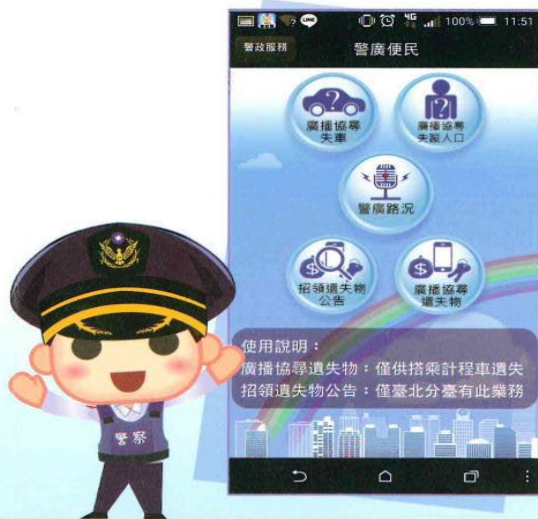 LINE
4G
100%
11:51
警政服務
警廣便民
廣播協尋
失車
廣播協尋
失蹤人口
警廣路況
招領遺失物
公告
廣播協尋
遺失物
使用說明：
廣播協尋遺失物：僅供搭乘計程車遺失
招領遺失物公告：僅臺北分臺有此業務
警察